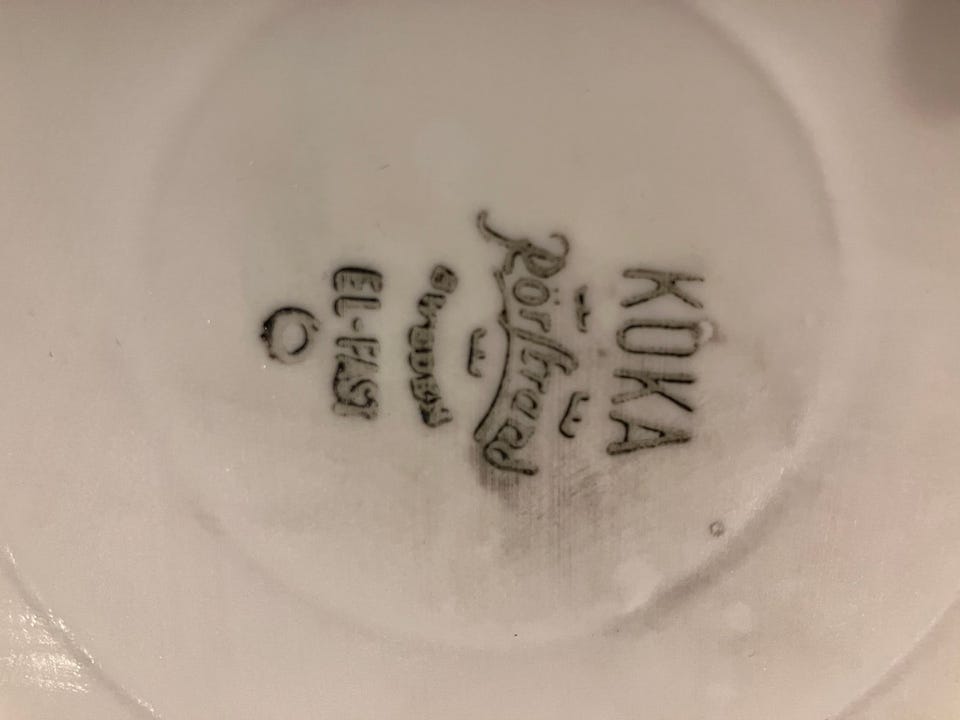 KOKA
Rörstrand
SWEDEN
EL-FAST